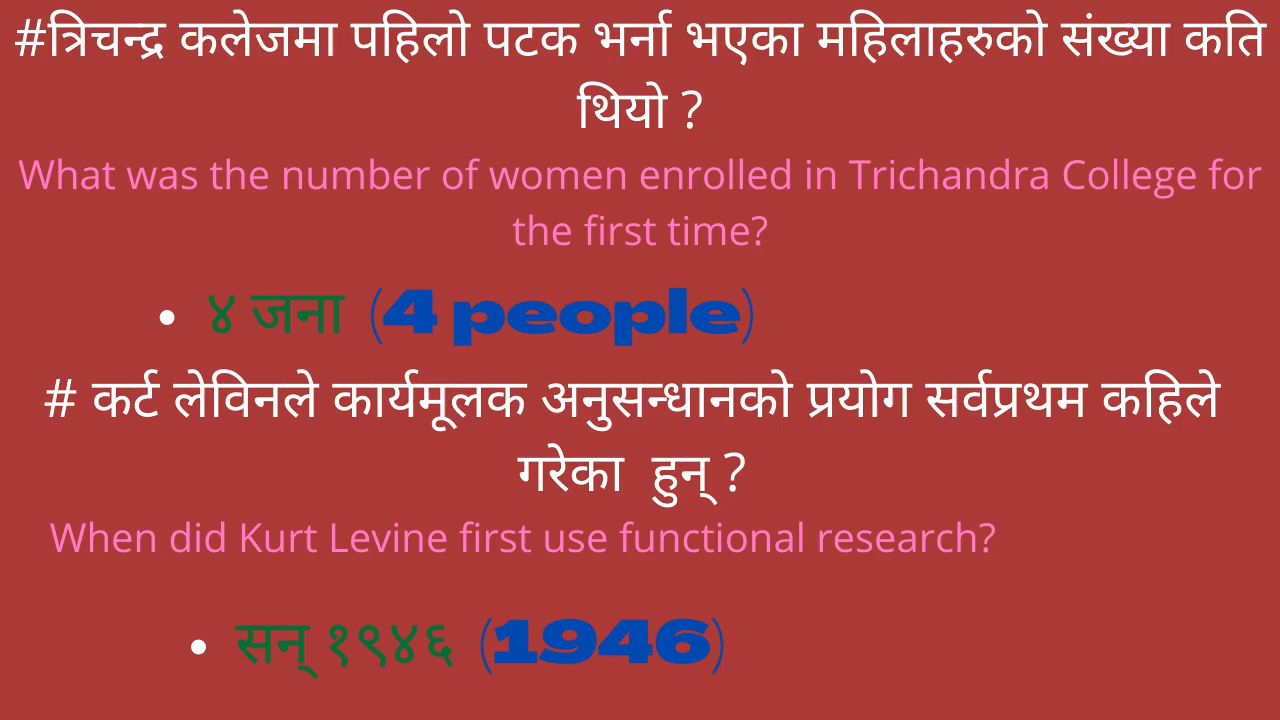 #त्रिचन्द्र कलेजमा पहिलो पटक भर्ना भएका महिलाहरुको संख्या कति
थियो ?
What was the number of women enrolled in Trichandra College for
the first time?
• ४ जना (4 people)
# कर्ट लेविनले कार्यमूलक अनुसन्धानको प्रयोग सर्वप्रथम कहिले
गरेका हुन् ?
When did Kurt Levine first use functional research?
• सन् १९४६ (1946)